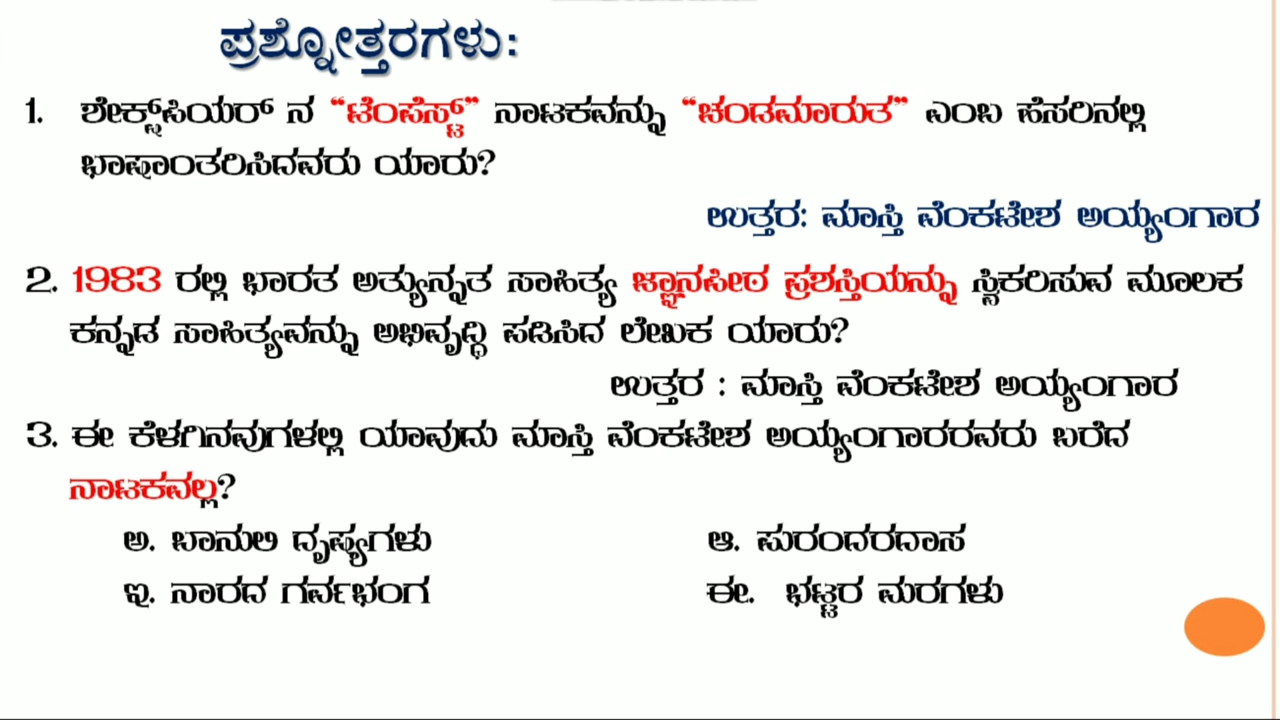 ಪ್ರಶ್ನೋತ್ತರಗಳು:
1. ಶೇಕ್ಸ್‌ಪಿಯರ್ ನ “ಟೆಂಪೆಸ್ಟ್” ನಾಟಕವನ್ನು “ಚಂಡಮಾರುತ” ಎಂಬ ಹೆಸರಿನಲ್ಲಿ
ಭಾಷಾಂತರಿಸಿದವರು ಯಾರು?
ಉತ್ತರ: ಮಾಸ್ತಿ ವೆಂಕಟೇಶ ಅಯ್ಯಂಗಾರ
2. 1983 ರಲ್ಲಿ ಭಾರತ ಅತ್ಯುನ್ನತ ಸಾಹಿತ್ಯ ಜ್ಞಾನಪೀಠ ಪ್ರಶಸ್ತಿಯನ್ನು ಸ್ವಿಕರಿಸುವ ಮೂಲಕ
ಕನ್ನಡ ಸಾಹಿತ್ಯವನ್ನು ಅಭಿವೃದ್ಧಿ ಪಡಿಸಿದ ಲೇಖಕ ಯಾರು?
ಉತ್ತರ : ಮಾಸ್ತಿ ವೆಂಕಟೇಶ ಅಯ್ಯಂಗಾರ
3. ಈ ಕೆಳಗಿನವುಗಳಲ್ಲಿ ಯಾವುದು ಮಾಸ್ತಿ ವೆಂಕಟೇಶ ಅಯ್ಯಂಗಾರರವರು ಬರೆದ
ನಾಟಕವಲ್ಲ?
ಅ. ಬಾನುಲಿ ದೃಷ್ಯಗಳು ಆ. ಪುರಂದರದಾಸ
ಇ. ನಾರದ ಗರ್ವಭಂಗ ಈ. ಭಟ್ಟರ ಮಗಳು